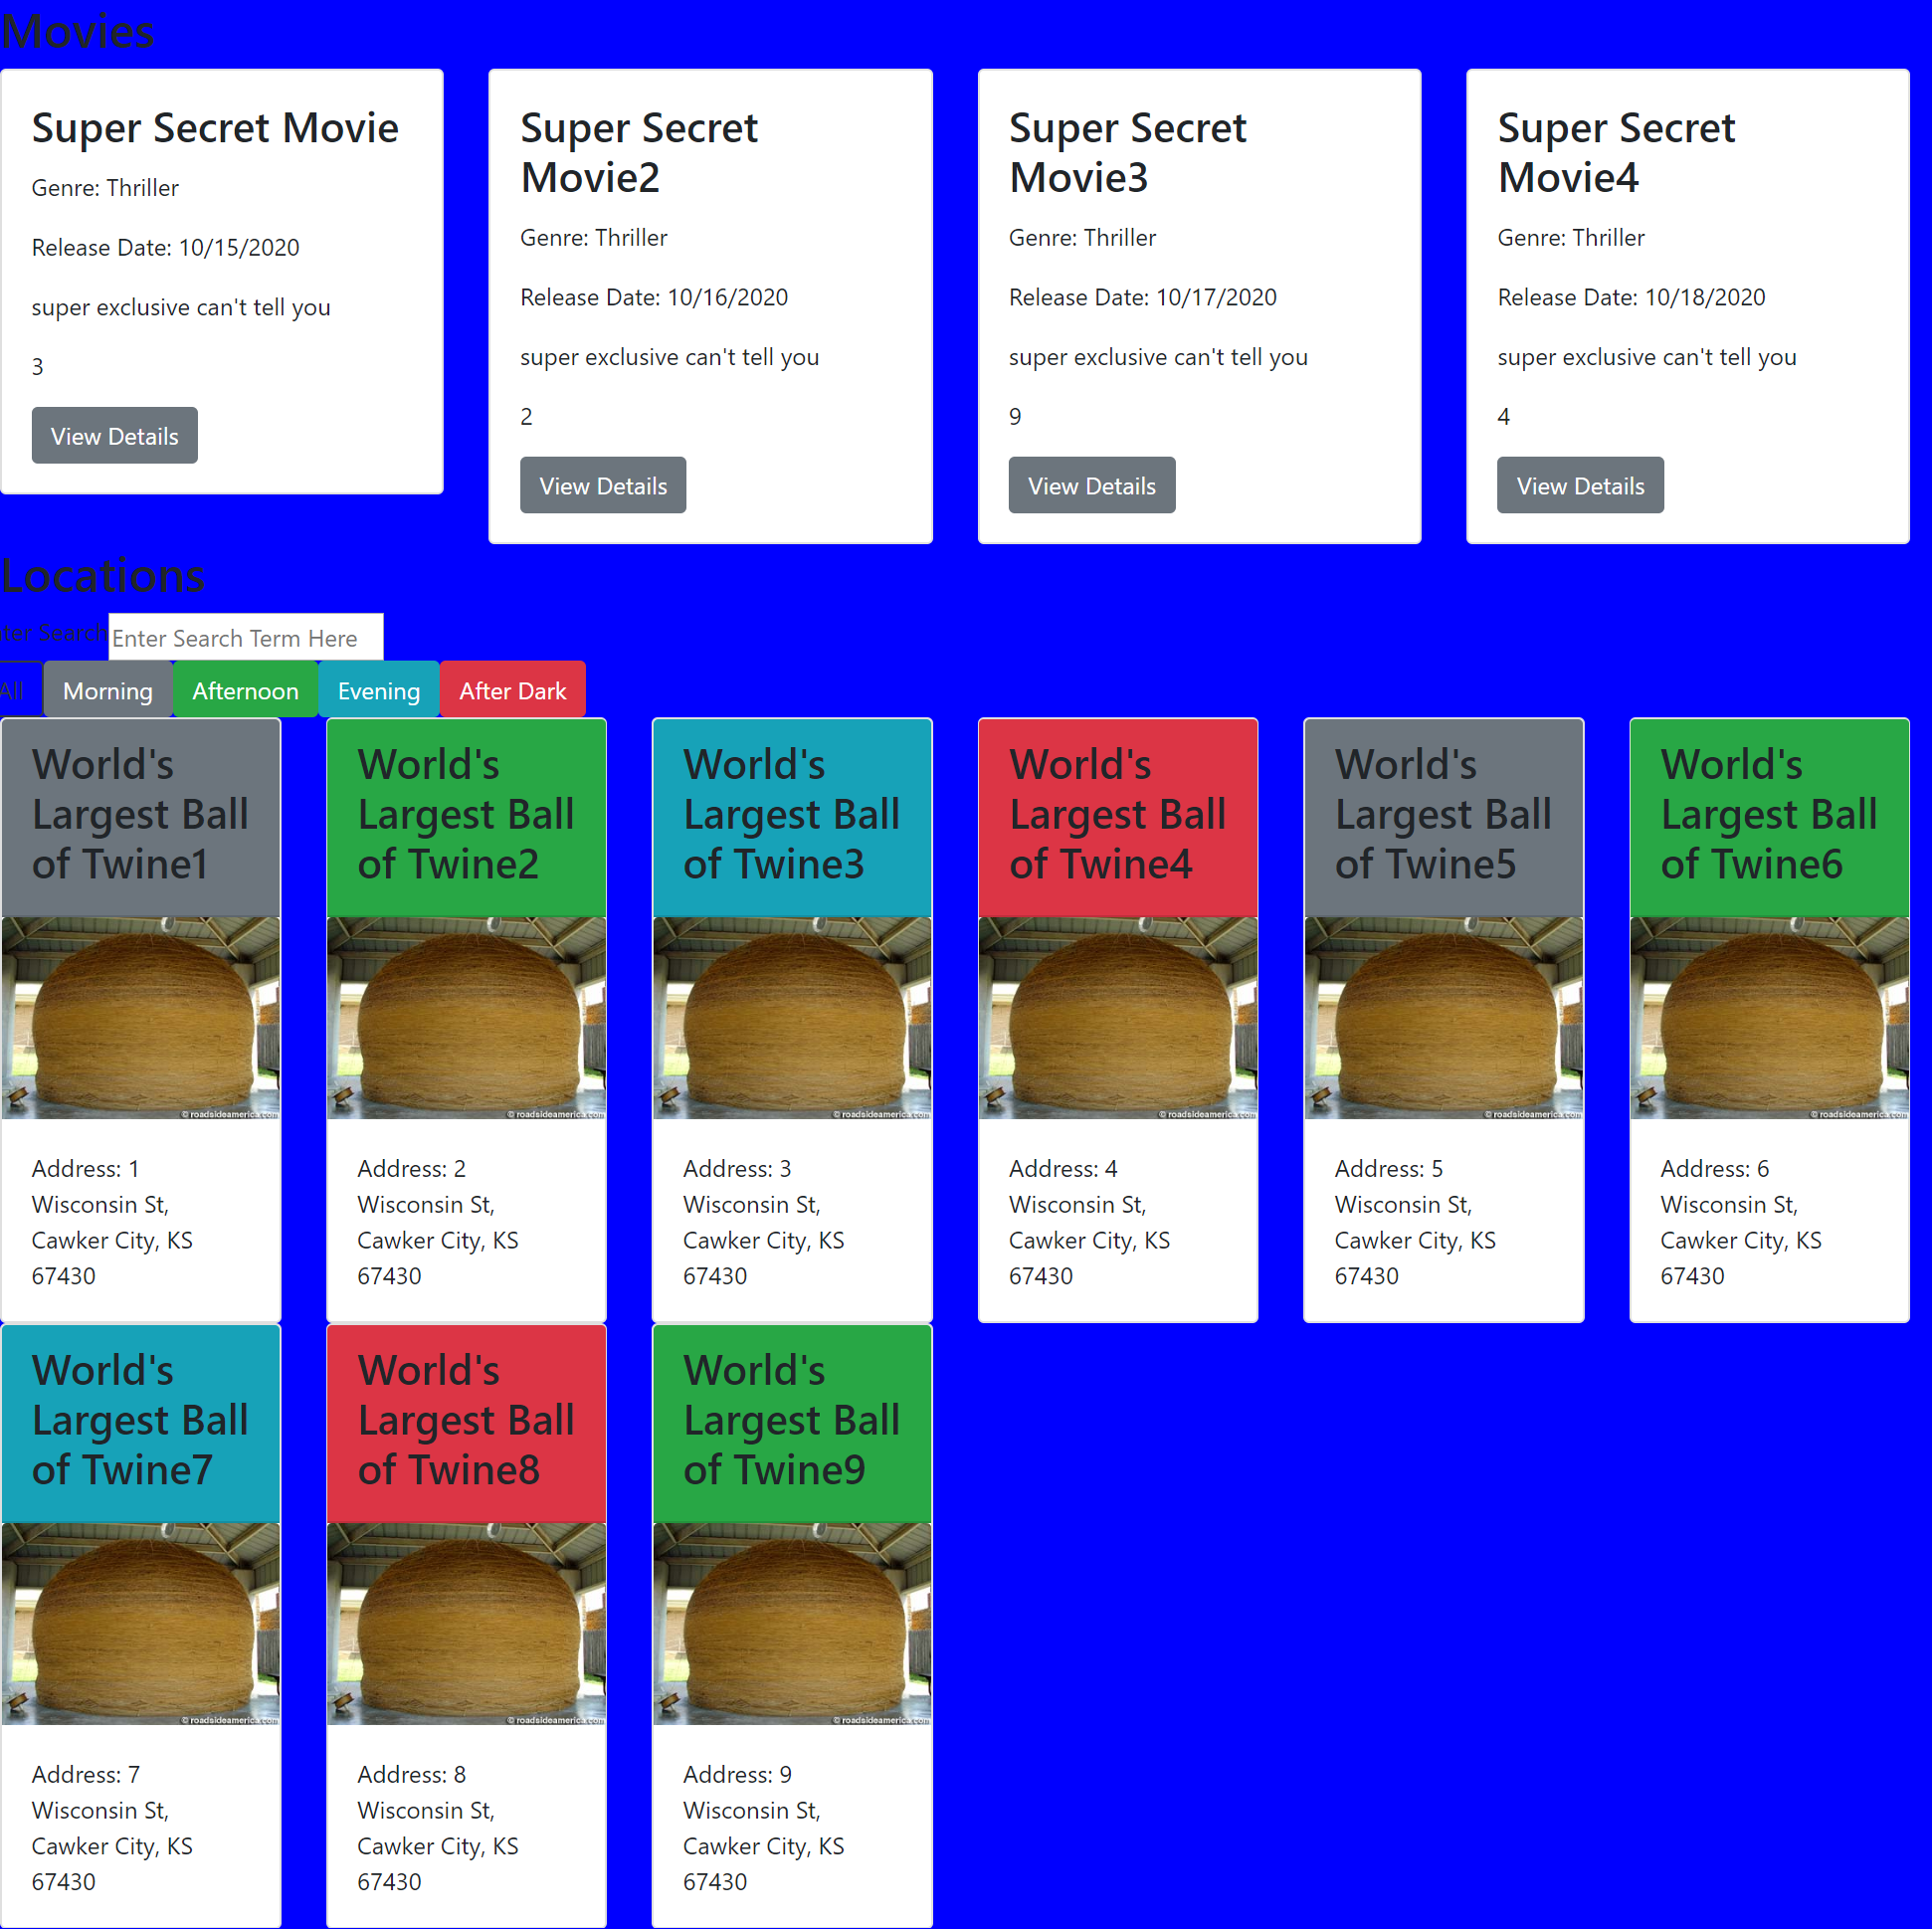 Movies
Super Secret Movie
Genre: Thriller
Release Date: 10/15/2020
super exclusive can't tell you
3
View Details
Super Secret
Movie2
Genre: Thriller
Release Date: 10/16/2020
super exclusive can't tell you
2
View Details
Super Secret
Movie3
Genre: Thriller
Release Date: 10/17/2020
super exclusive can't tell you
9
View Details
Super Secret
Movie4
Genre: Thriller
Release Date: 10/18/2020
super exclusive can't tell you
4
View Details
Locations
ter Search Enter Search Term Here
All Morning Afternoon Evening After Dark
World's
Largest Ball
of Twine1
© roadsideamerica.com
Address: 1
Wisconsin St,
Cawker City, KS
67430
World's
Largest Ball
of Twine2
© roadsideamerica.com
Address: 2
Wisconsin St,
Cawker City, KS
67430
World's
Largest Ball
of Twine3
© roadsideamerica.com
Address: 3
Wisconsin St,
Cawker City, KS
67430
World's
Largest Ball
of Twine4
© roadsideamerica.com
Address: 4
Wisconsin St,
Cawker City, KS
67430
World's
Largest Ball
of Twine5
© roadsideamerica.com
Address: 5
Wisconsin St,
Cawker City, KS
67430
World's
Largest Ball
of Twine6
© roadsideamerica.com
Address: 6
Wisconsin St,
Cawker City, KS
67430
World's
Largest Ball
of Twine7
© roadsideamerica.com
Address: 7
Wisconsin St,
Cawker City, KS
67430
World's
Largest Ball
of Twine8
© roadsideamerica.com
Address: 8
Wisconsin St,
Cawker City, KS
67430
World's
Largest Ball
of Twine9
© roadsideamerica.com
Address: 9
Wisconsin St,
Cawker City, KS
67430